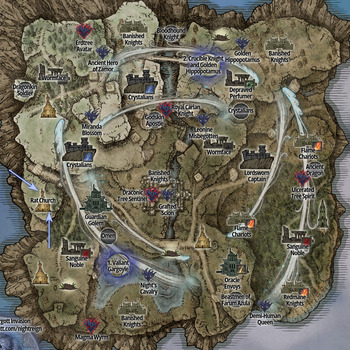 Bloodhound
Knight
Erdtree
Avatar
Banished
Knights
Ancient Hero
of Zamor
2. Crucible Knight
and Golden
Hippopotamus
Golden
Hippopotamus
Banished
Knights
Wormface
Dragonkin
Soldier
Crystalians
Depraved
Perfumer
Miranda
Blossom
Godskin
Apostle
Royal Carian
Knight
Crystalians
Leonine
Misbegotten
Crystalians
Wormface
Flame
Chariots
Banished
Knights
Lordsworn
Captain
Ancient
Dragon
Rat Church
Draconic
Tree Sentinel
Ulcerated
Tree Spirit
Guardian
Golem
Grafted
Scion
Omen
Flame
Chariots
Sanguine
Noble
Sanguine
Noble
3. Valiant
Gargoyle
Night's
Cavalry
Oracle
Envoys
Beastmen of
Farum Azula
Redmane
Knights
Banished
Knights
Demi-Human
Queen
Magma Wyrm
gott Invasion
tt.com/nightreign